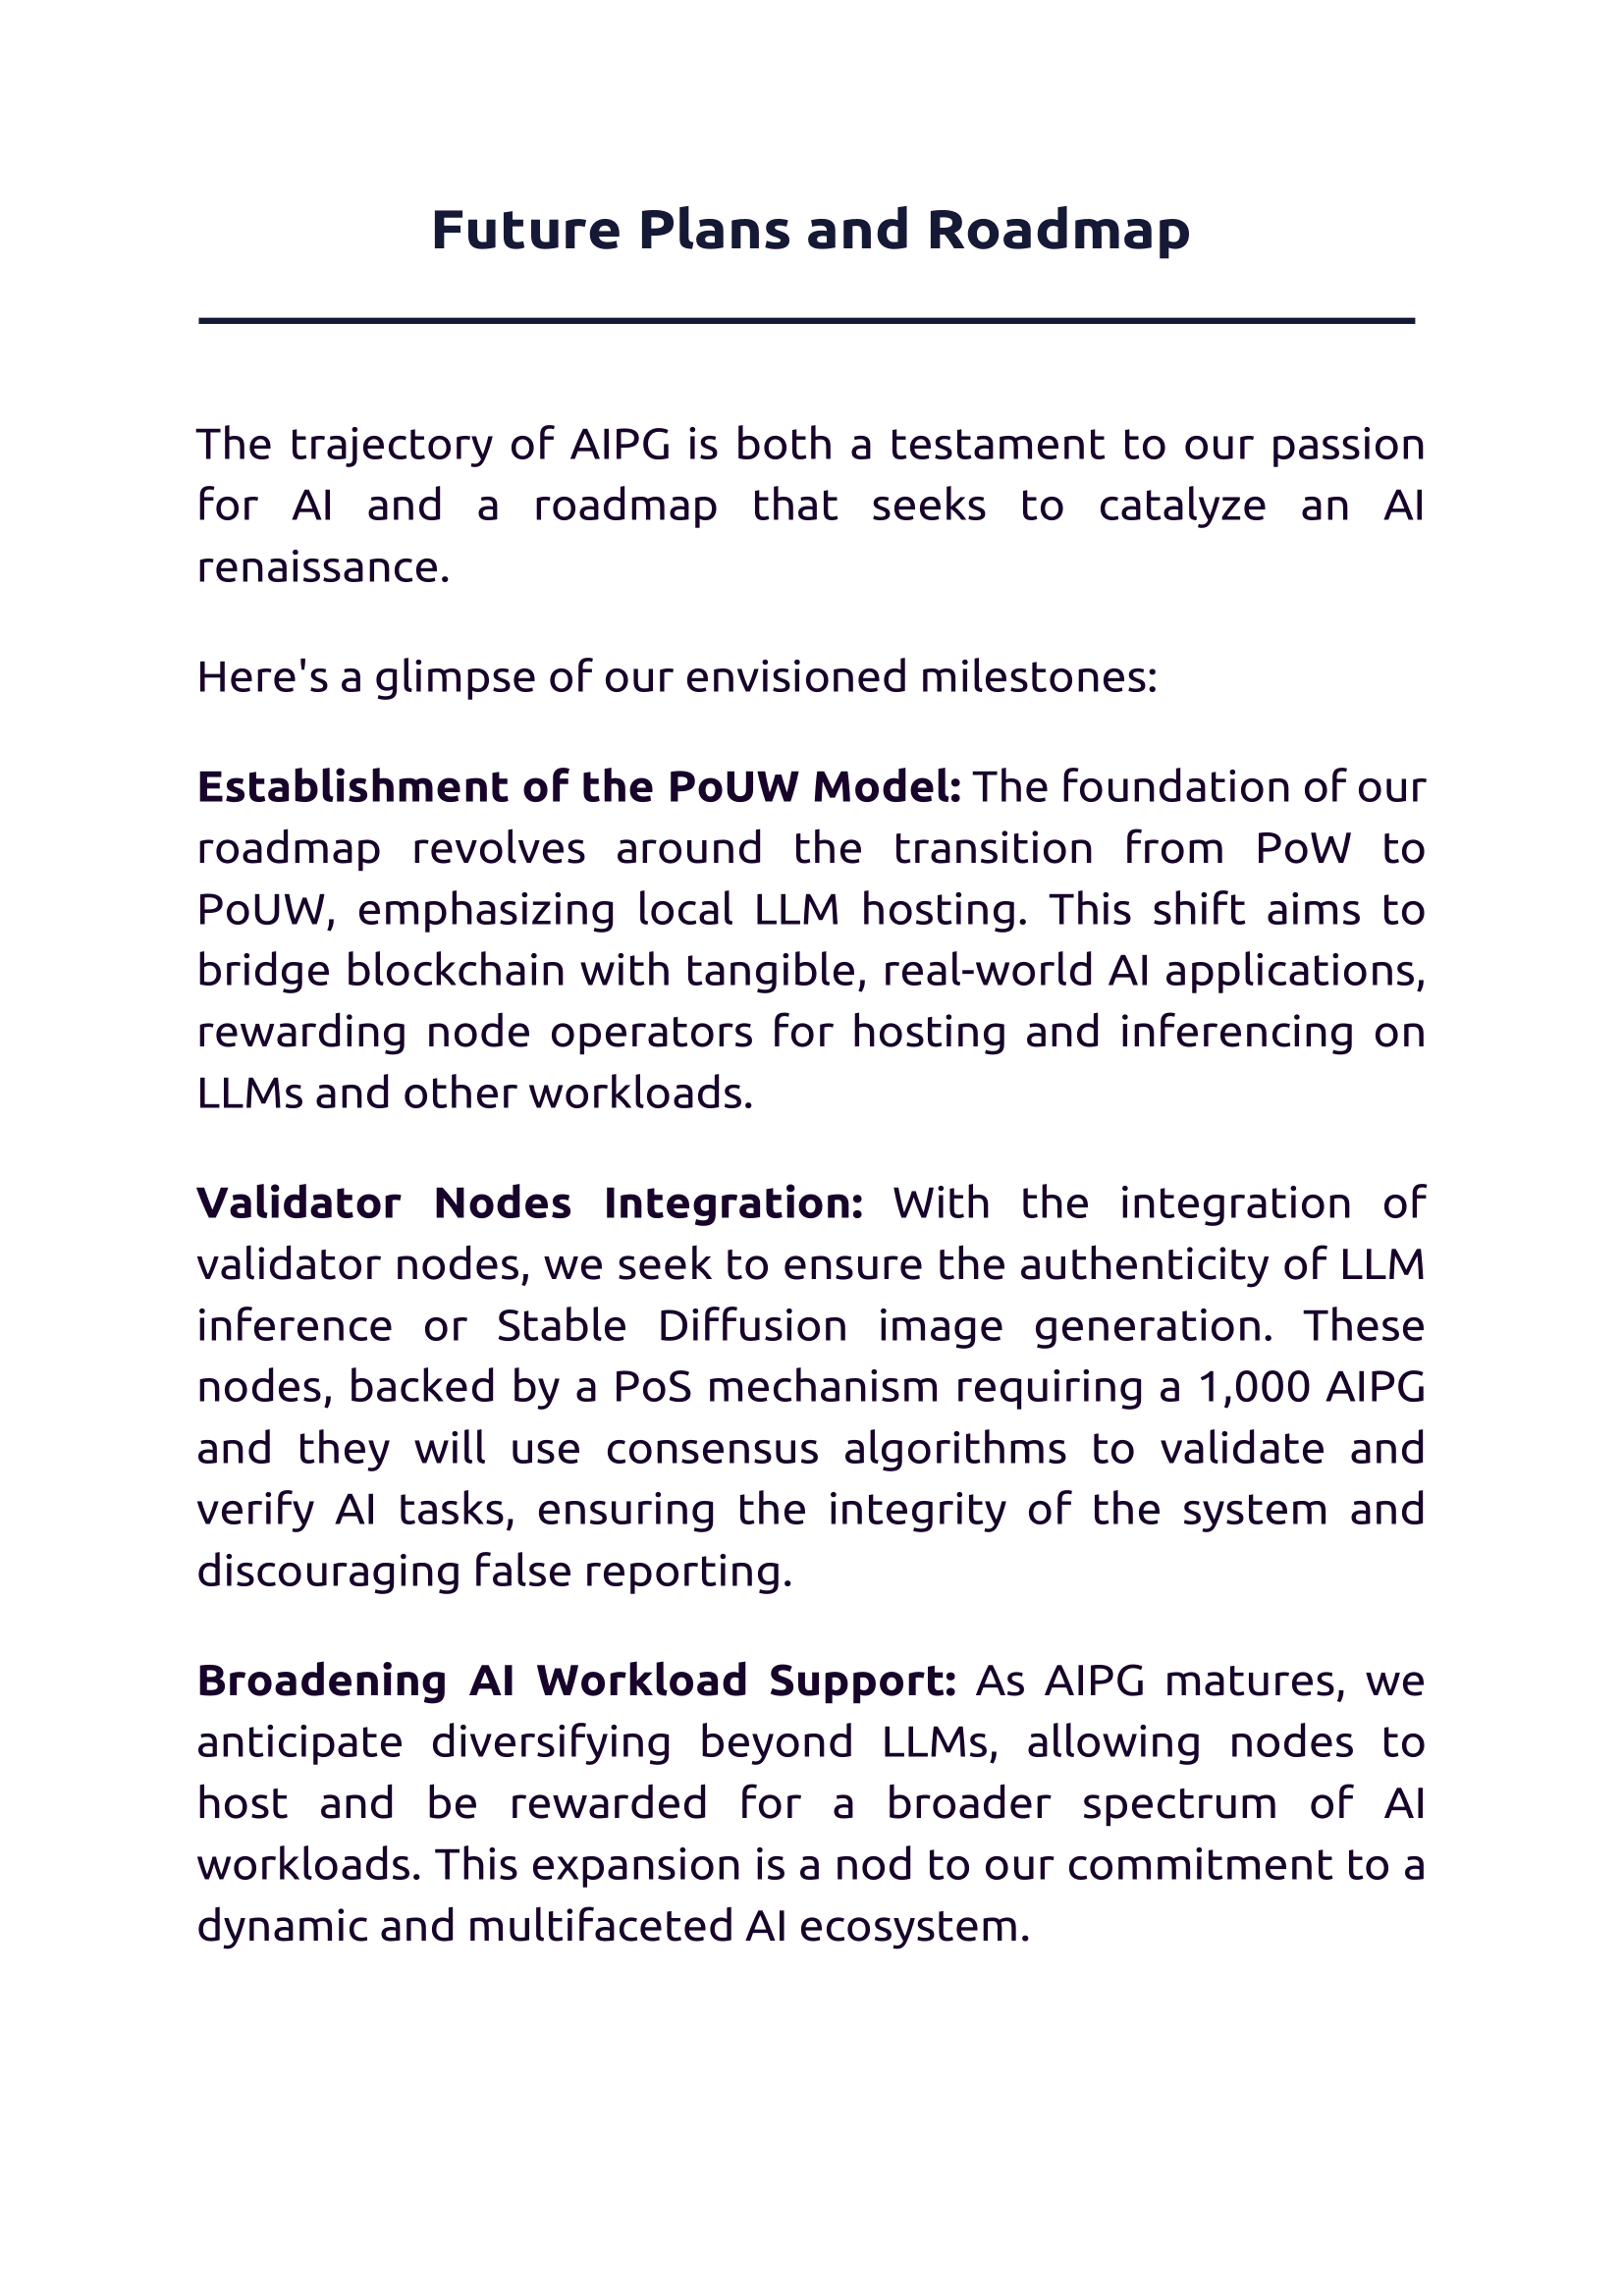 Future Plans and Roadmap
The trajectory of AIPG is both a testament to our passion
for AI and a roadmap that seeks to catalyze an AI
renaissance.
Here's a glimpse of our envisioned milestones:
Establishment of the PoUW Model: The foundation of our
roadmap revolves around the transition from PoW to
PoUW, emphasizing local LLM hosting. This shift aims to
bridge blockchain with tangible, real-world AI applications,
rewarding node operators for hosting and inferencing on
LLMs and other workloads.
Validator Nodes Integration: With the integration of
validator nodes, we seek to ensure the authenticity of LLM
inference or Stable Diffusion image generation. These
nodes, backed by a PoS mechanism requiring a 1,000 AIPG
and they will use consensus algorithms to validate and
verify AI tasks, ensuring the integrity of the system and
discouraging false reporting.
Broadening AI Workload Support: As AIPG matures, we
anticipate diversifying beyond LLMs, allowing nodes to
host and be rewarded for a broader spectrum of AI
workloads. This expansion is a nod to our commitment to a
dynamic and multifaceted AI ecosystem.